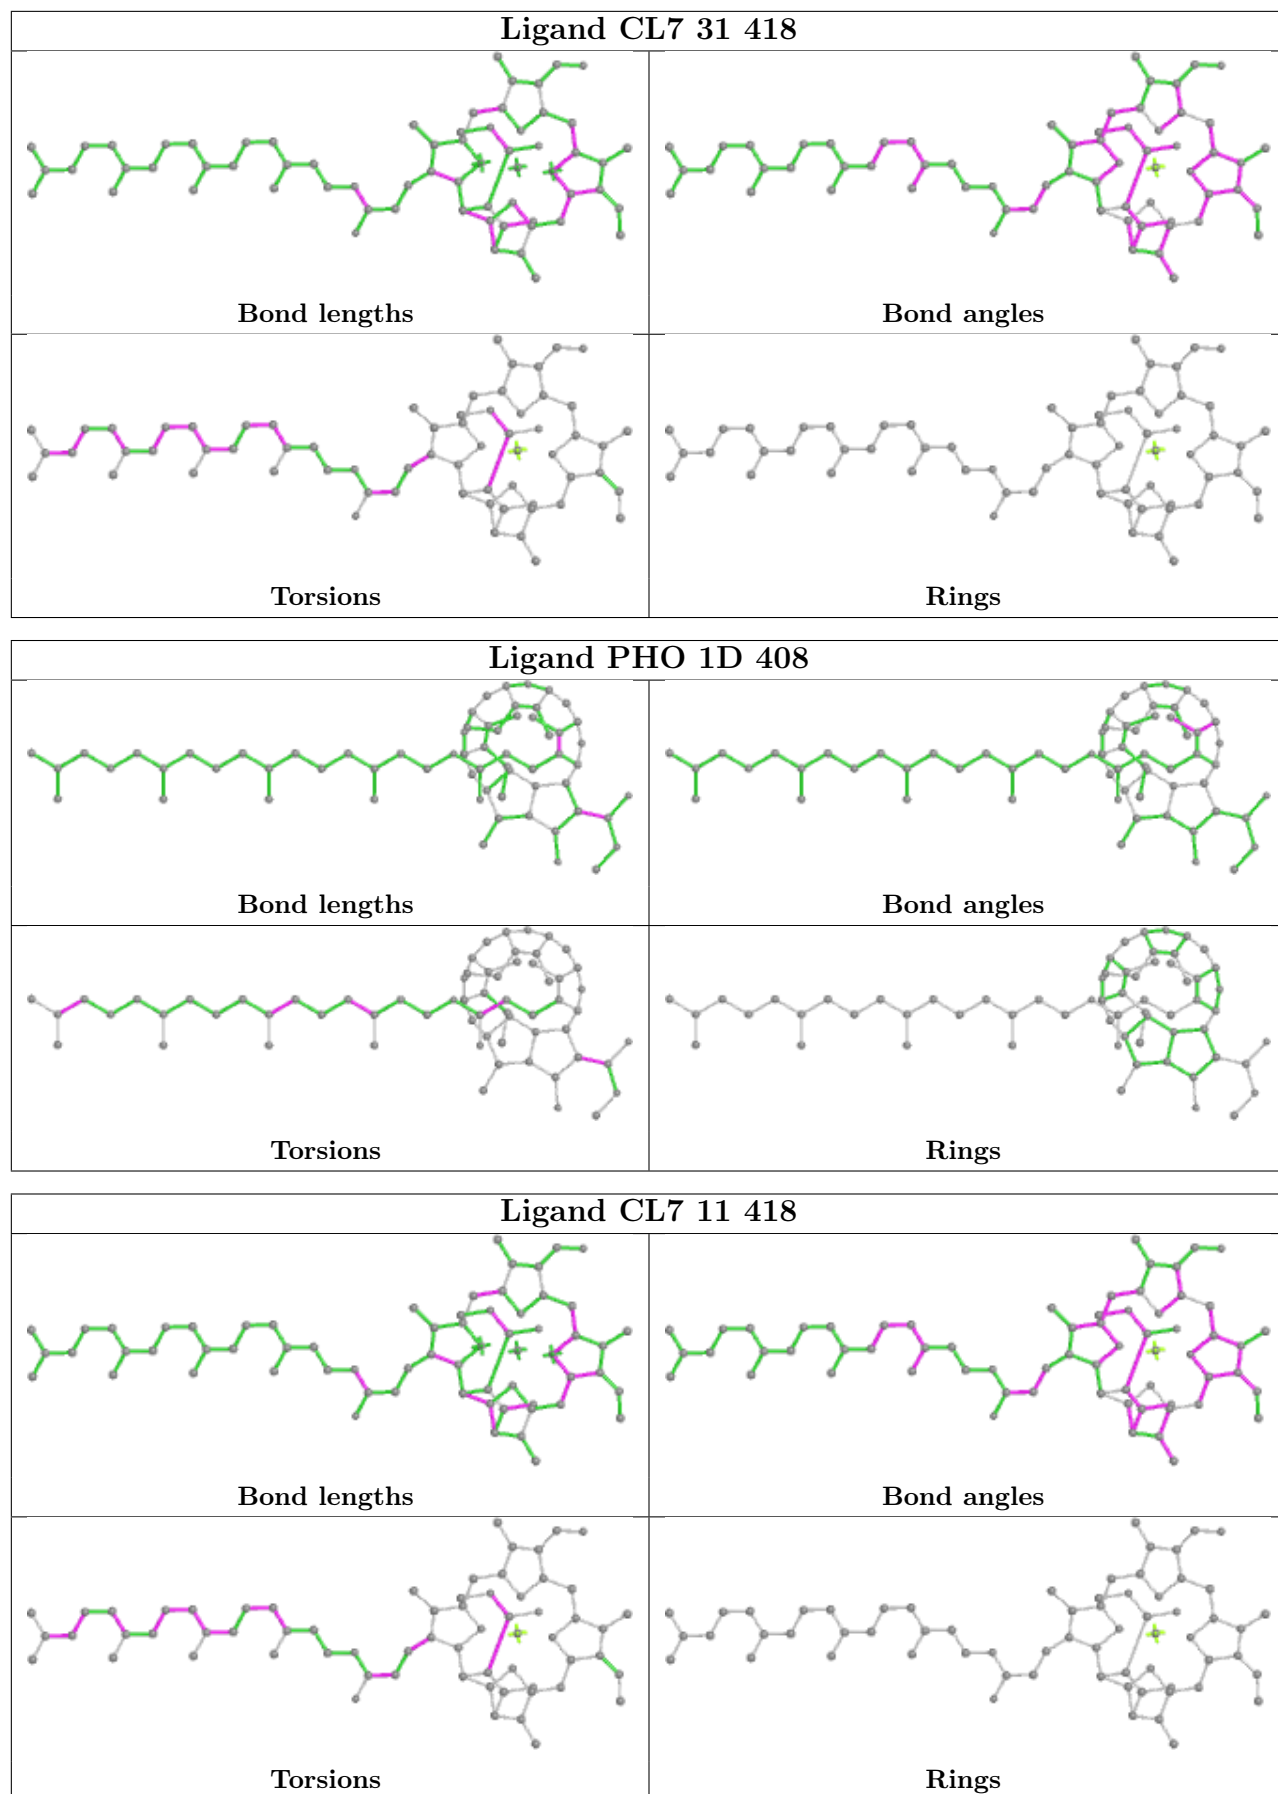 Ligand CL7 31 418
Bond lengths
Bond angles
Torsions
Rings
Ligand PHO 1D 408
Bond lengths
Bond angles
Torsions
Rings
Ligand CL7 11 418
Bond lengths
Bond angles
Torsions
Rings